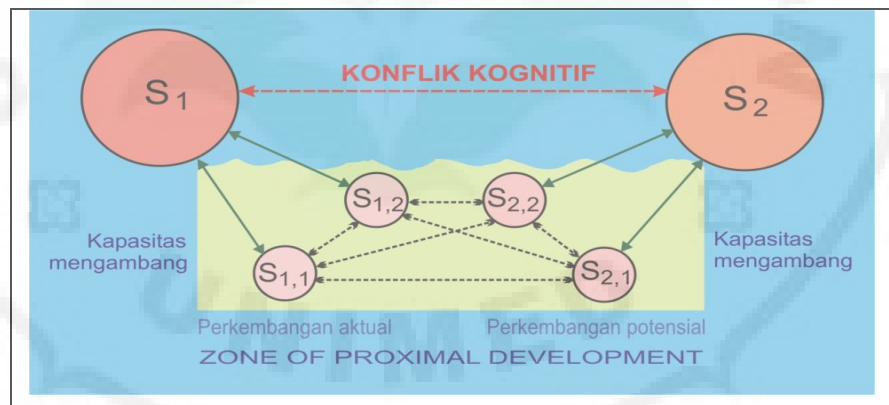 KONFLIK KOGNITIF
S1
S2
S1,2
S2,2
Kapasitas
mengambang
Kapasitas
mengambang
S1,1
S2,1
Perkembangan aktual
Perkembangan potensial
ZONE OF PROXIMAL DEVELOPMENT
UNIMED